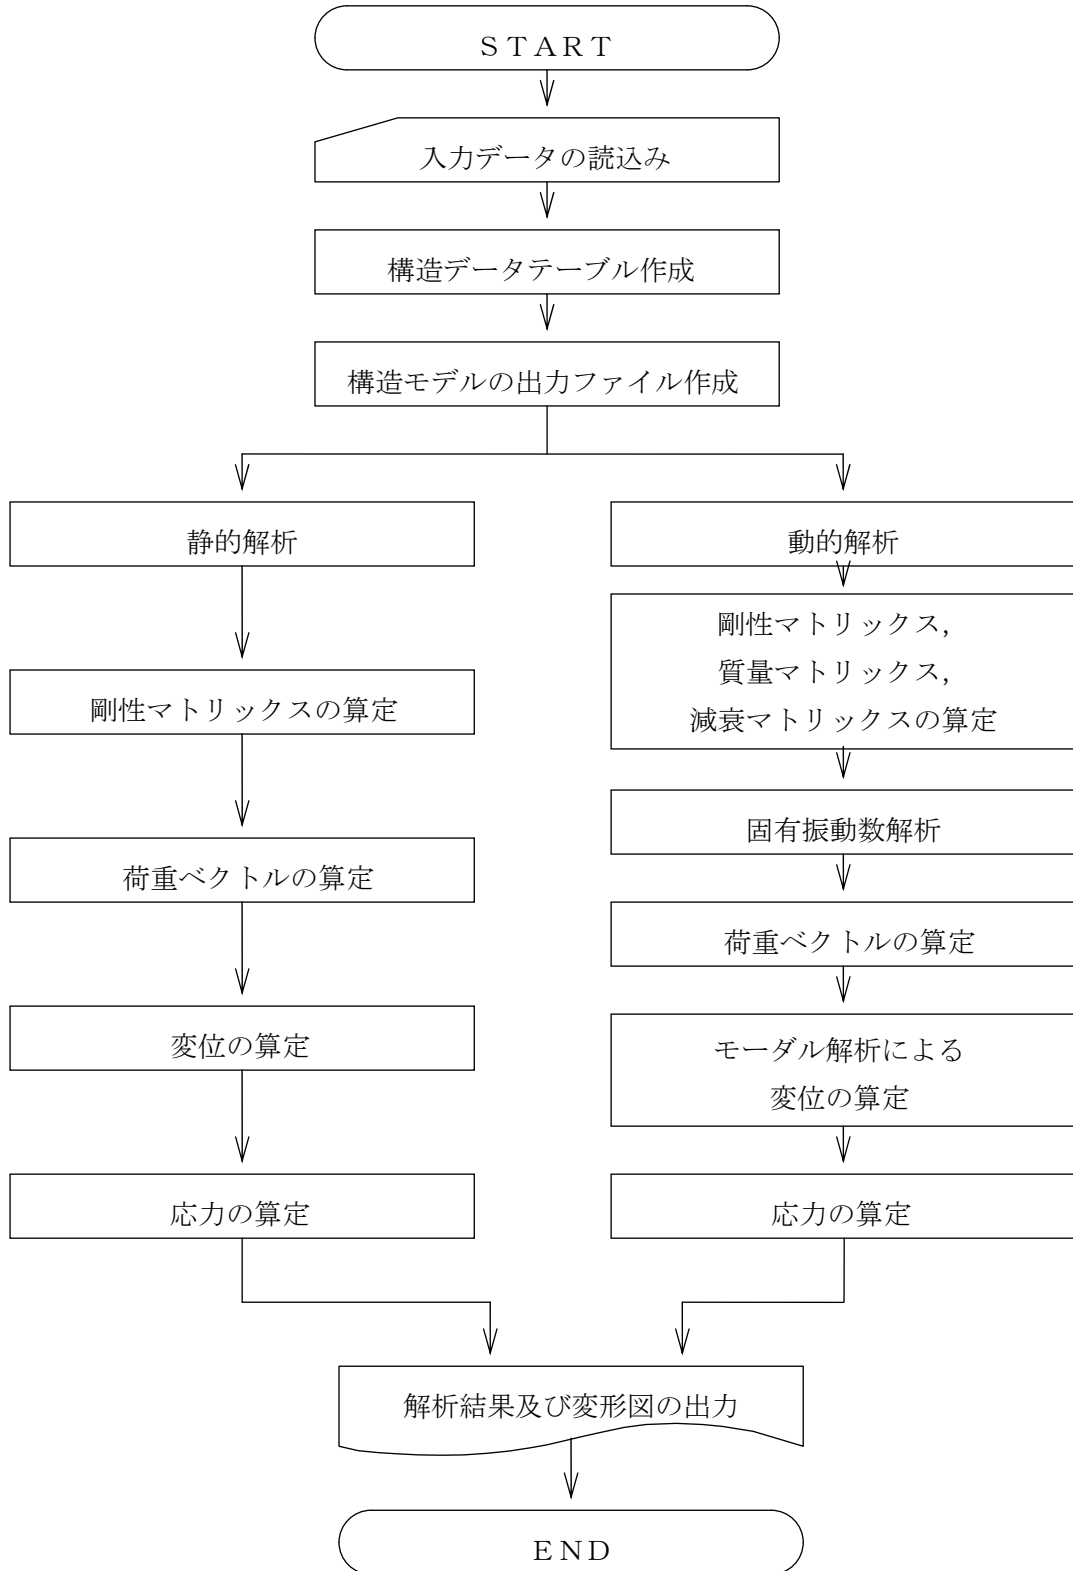 ＳＴＡＲＴ
入力データの読込み
構造データテーブル作成
構造モデルの出力ファイル作成
静的解析
剛性マトリックスの算定
荷重ベクトルの算定
変位の算定
応力の算定
動的解析
剛性マトリックス，
質量マトリックス，
減衰マトリックスの算定
固有振動数解析
荷重ベクトルの算定
モーダル解析による
変位の算定
応力の算定
解析結果及び変形図の出力
ＥＮＤ